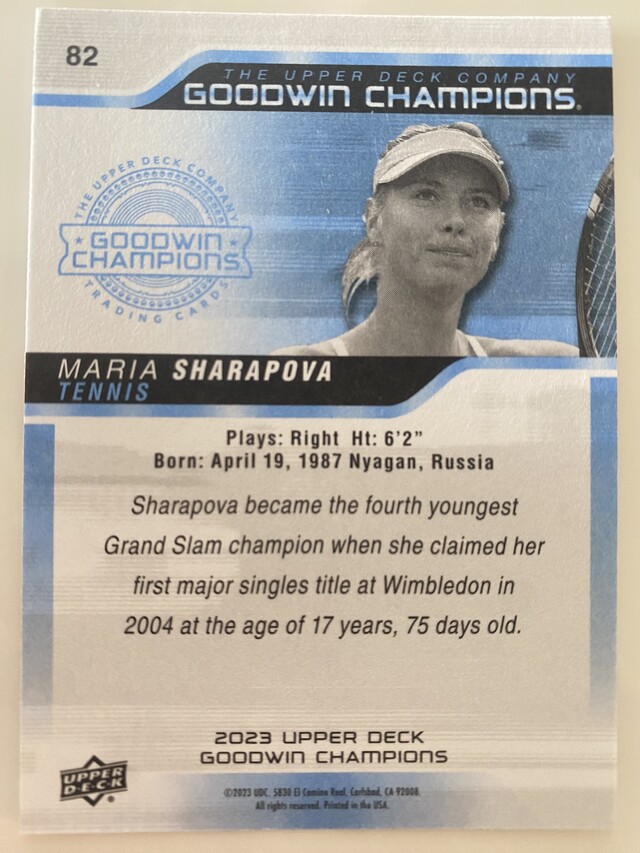 82
THE UPPER DECK COMPANY
GOODWIN CHAMPIONS®
THE UPPER DECK COMPANY
GOODWIN
CHAMPIONS
TRADING CARDS
MARIA SHARAPOVA
TENNIS
Plays: Right Ht: 6'2"
Born: April 19, 1987 Nyagan, Russia
Sharapova became the fourth youngest
Grand Slam champion when she claimed her
first major singles title at Wimbledon in
2004 at the age of 17 years, 75 days old.
2023 UPPER DECK
GOODWIN CHAMPIONS
UPPER
D·E·C·K®
©2023 UDC. 5830 El Camino Real, Carlsbad, CA 92008.
All rights reserved. Printed in the USA.